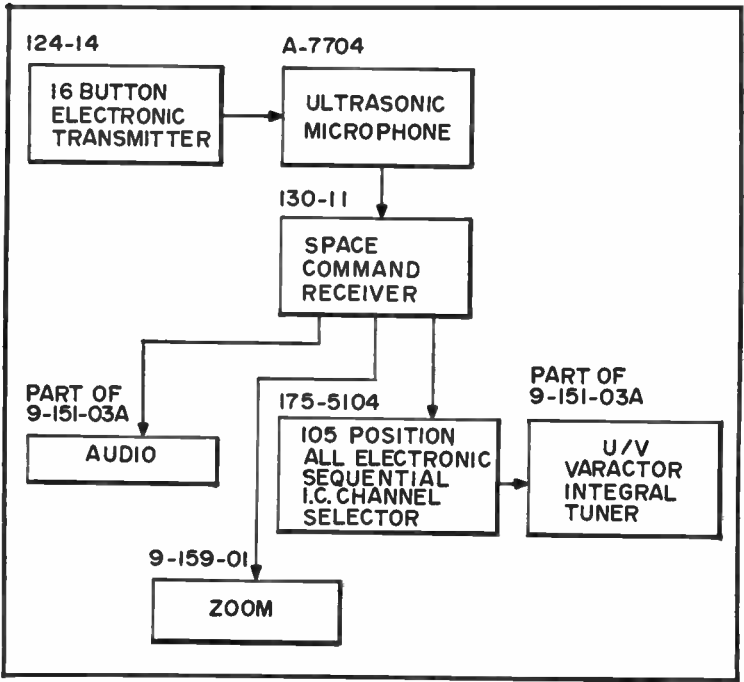 124-14
16 BUTTON
ELECTRONIC
TRANSMITTER
A-7704
ULTRASONIC
MICROPHONE
130-11
SPACE
COMMAND
RECEIVER
PART OF
9-151-03A
AUDIO
175-5104
105 POSITION
ALL ELECTRONIC
SEQUENTIAL
I.C. CHANNEL
SELECTOR
PART OF
9-151-03A
U/V
VARACTOR
INTEGRAL
TUNER
9-159-01
ZOOM